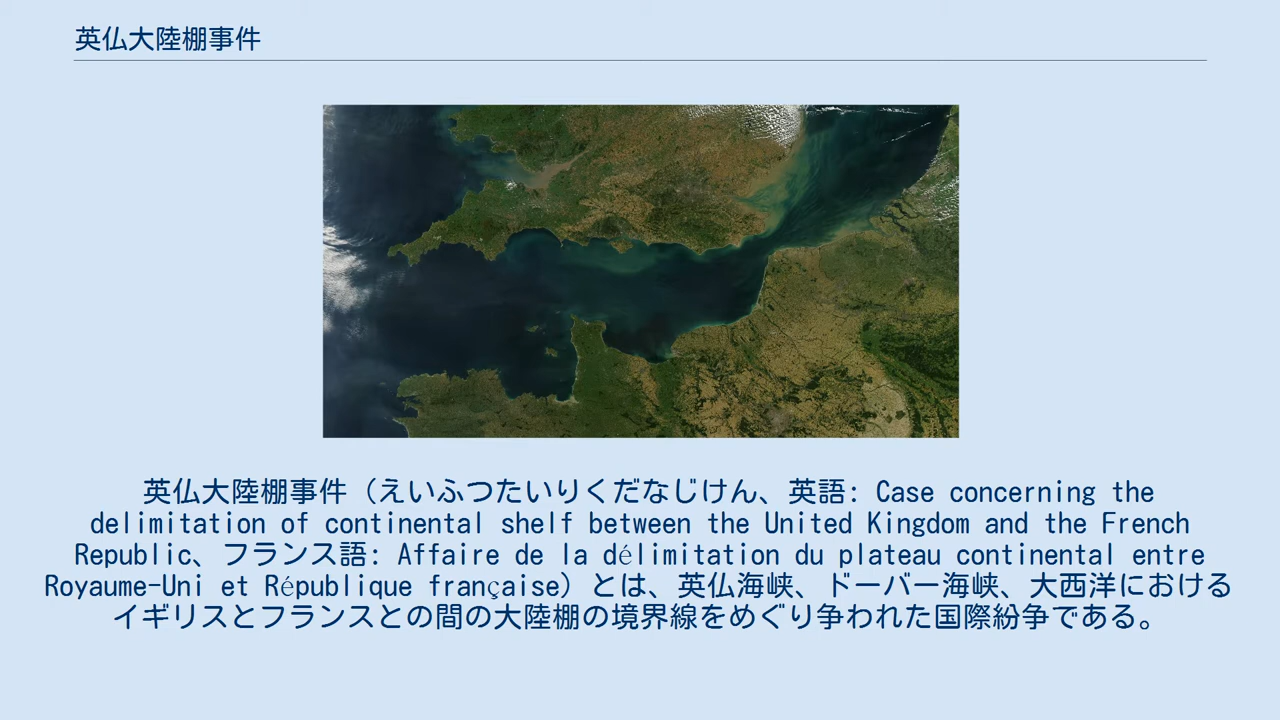 英仏大陸棚事件
英仏大陸棚事件（えいふつたいりくだなじけん、英語: Case concerning the
delimitation of continental shelf between the United Kingdom and the French
Republic、フランス語: Affaire de la délimitation du plateau continental entre
Royaume-Uni et République française）とは、英仏海峡、ドーバー海峡、大西洋における
イギリスとフランスとの間の大陸棚の境界線をめぐり争われた国際紛争である。